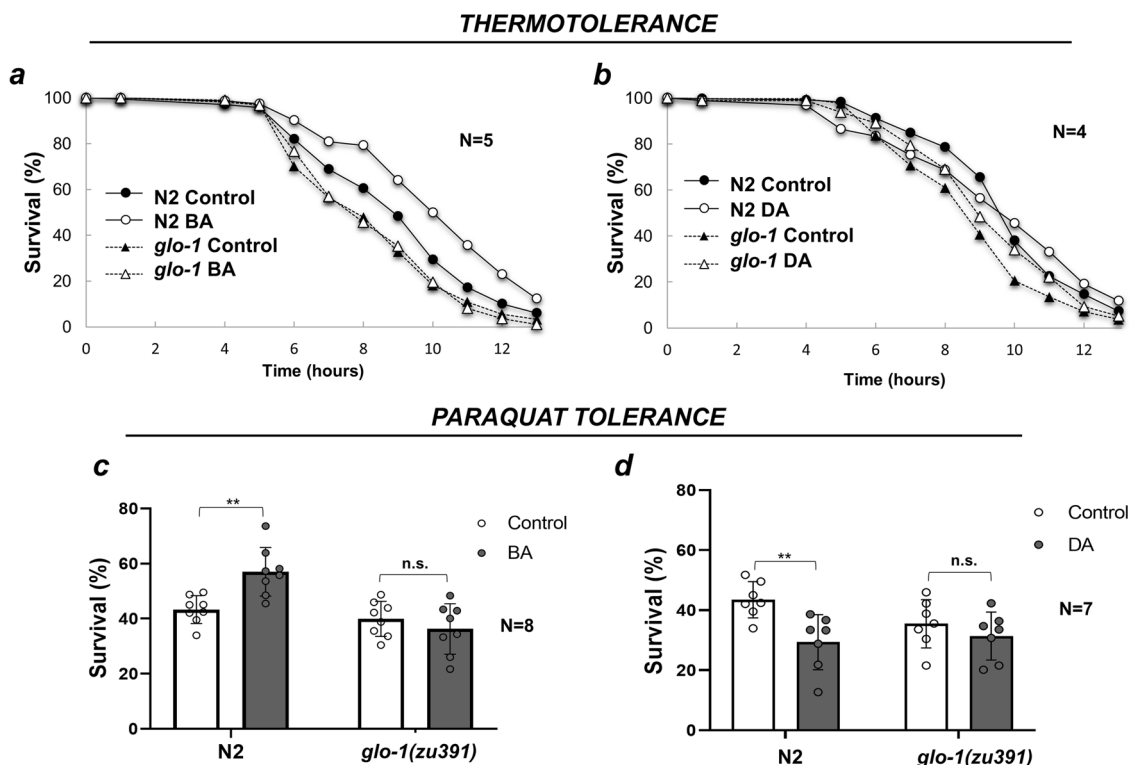 THERMOTOLERANCE
a
100
80
60
40
20
0
Survival (%)
N=5
N2 Control
N2 BA
glo-1 Control
glo-1 BA
0 2 4 6 8 10 12
Time (hours)
b
100
80
60
40
20
0
Survival (%)
N=4
N2 Control
N2 DA
glo-1 Control
glo-1 DA
0 2 4 6 8 10 12
Time (hours)
PARAQUAT TOLERANCE
c
80
60
40
20
0
Survival (%)
**
n.s.
Control
BA
N=8
N2 glo-1(zu391)
d
80
60
40
20
0
Survival (%)
**
n.s.
Control
DA
N=7
N2 glo-1(zu391)